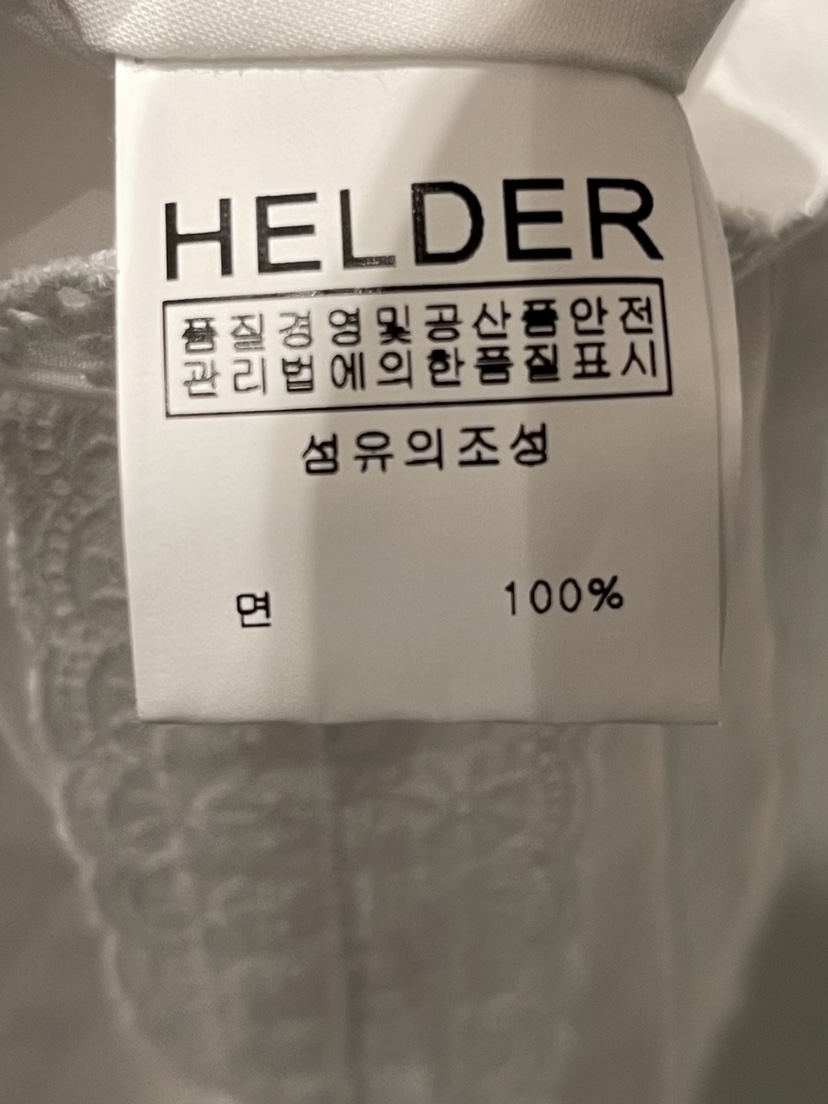 HELDER
품질경영및공산품안전
관리법에의한품질표시
섬유의조성
면 100%